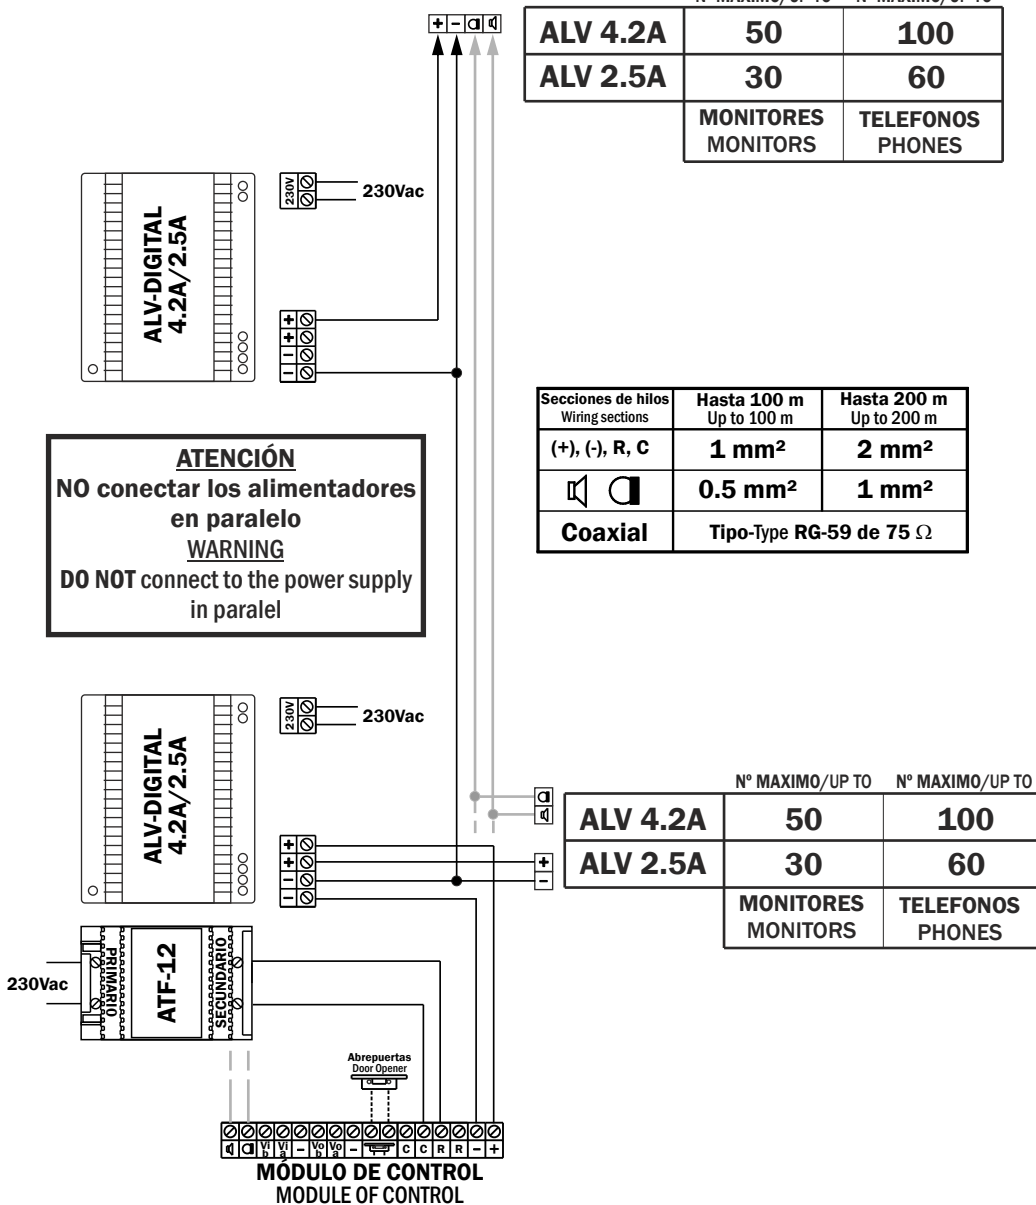 Nº MAXIMO/UP TO Nº MAXIMO/UP TO
+ -
ALV 4.2A 50 100
ALV 2.5A 30 60
MONITORES TELEFONOS
MONITORS PHONES
ALV-DIGITAL
4.2A/2.5A
230V
230Vac
+
+
-
-
Secciones de hilos Hasta 100 m Hasta 200 m
Wiring sections Up to 100 m Up to 200 m
(+), (-), R, C 1 mm² 2 mm²
0.5 mm² 1 mm²
Coaxial Tipo-Type RG-59 de 75 Ω
ATENCIÓN
NO conectar los alimentadores
en paralelo
WARNING
DO NOT connect to the power supply
in paralel
ALV-DIGITAL
4.2A/2.5A
230V
230Vac
+
+
-
-
+
-
Nº MAXIMO/UP TO Nº MAXIMO/UP TO
ALV 4.2A 50 100
ALV 2.5A 30 60
MONITORES TELEFONOS
MONITORS PHONES
230Vac
PRIMARIO
ATF-12
SECUNDARIO
Abrepuertas
Door Opener
Vi b Vi a - Vo b Vo a - C C R R - +
MÓDULO DE CONTROL
MODULE OF CONTROL